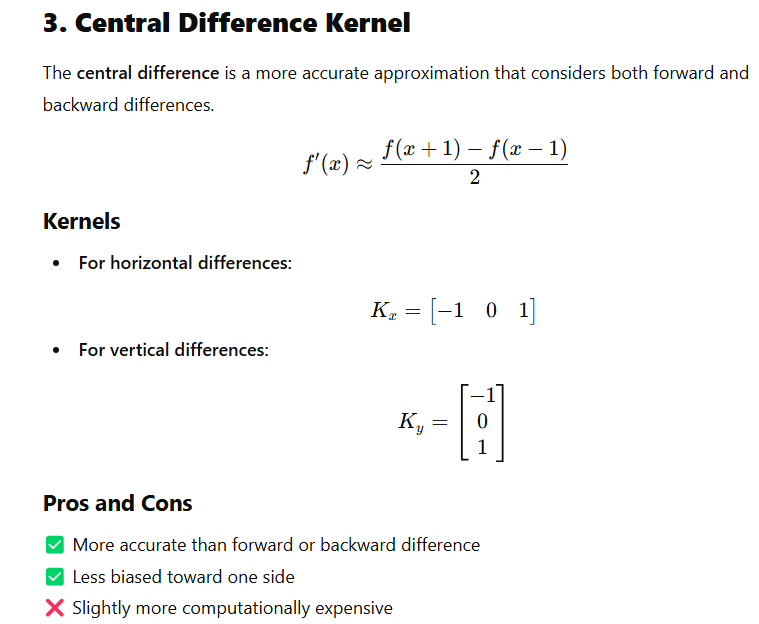 3. Central Difference Kernel
The central difference is a more accurate approximation that considers both forward and
backward differences.
f′(x) ≈ f(x + 1) − f(x − 1)
2
Kernels
• For horizontal differences:
Kₓ = [−1 0 1]
• For vertical differences:
−1
K_y = 0
1
Pros and Cons
✅ More accurate than forward or backward difference
✅ Less biased toward one side
❌ Slightly more computationally expensive